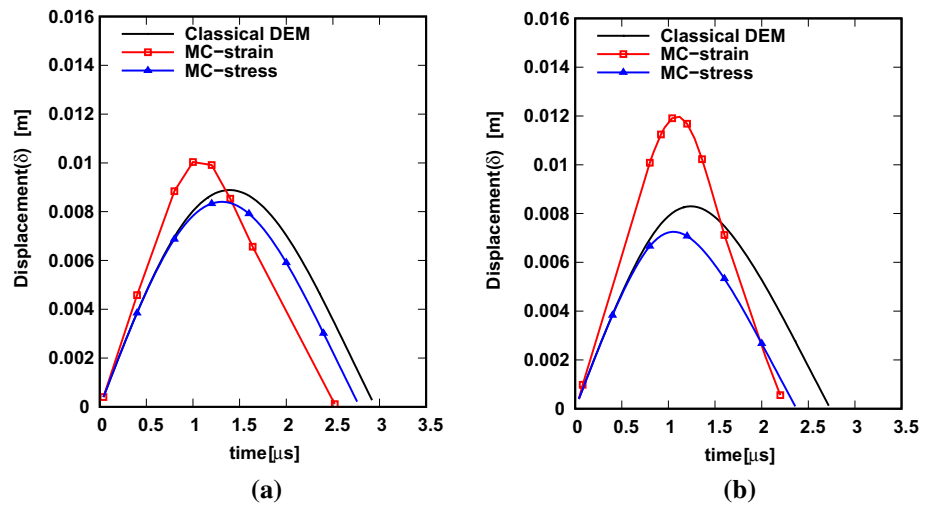 0.016
0.014
0.012
0.01
0.008
0.006
0.004
0.002
0
Displacement(δ) [m]
Classical DEM
MC−strain
MC−stress
0 0.5 1 1.5 2 2.5 3 3.5
time[μs]
(a)
0.016
0.014
0.012
0.01
0.008
0.006
0.004
0.002
0
Displacement(δ) [m]
Classical DEM
MC−strain
MC−stress
0 0.5 1 1.5 2 2.5 3 3.5
time[μs]
(b)